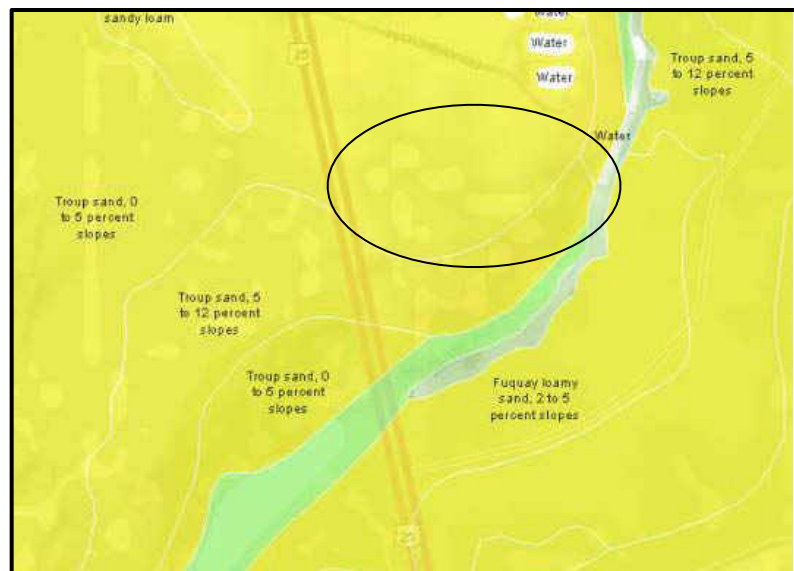 sandy loam
Water
Water
Water
Troup sand, 5
to 12 percent
slopes
Water
Troup sand, 0
to 5 percent
slopes
Troup sand, 5
to 12 percent
slopes
Troup sand, 0
to 5 percent
slopes
Fuquay loamy
sand, 2 to 5
percent slopes
25